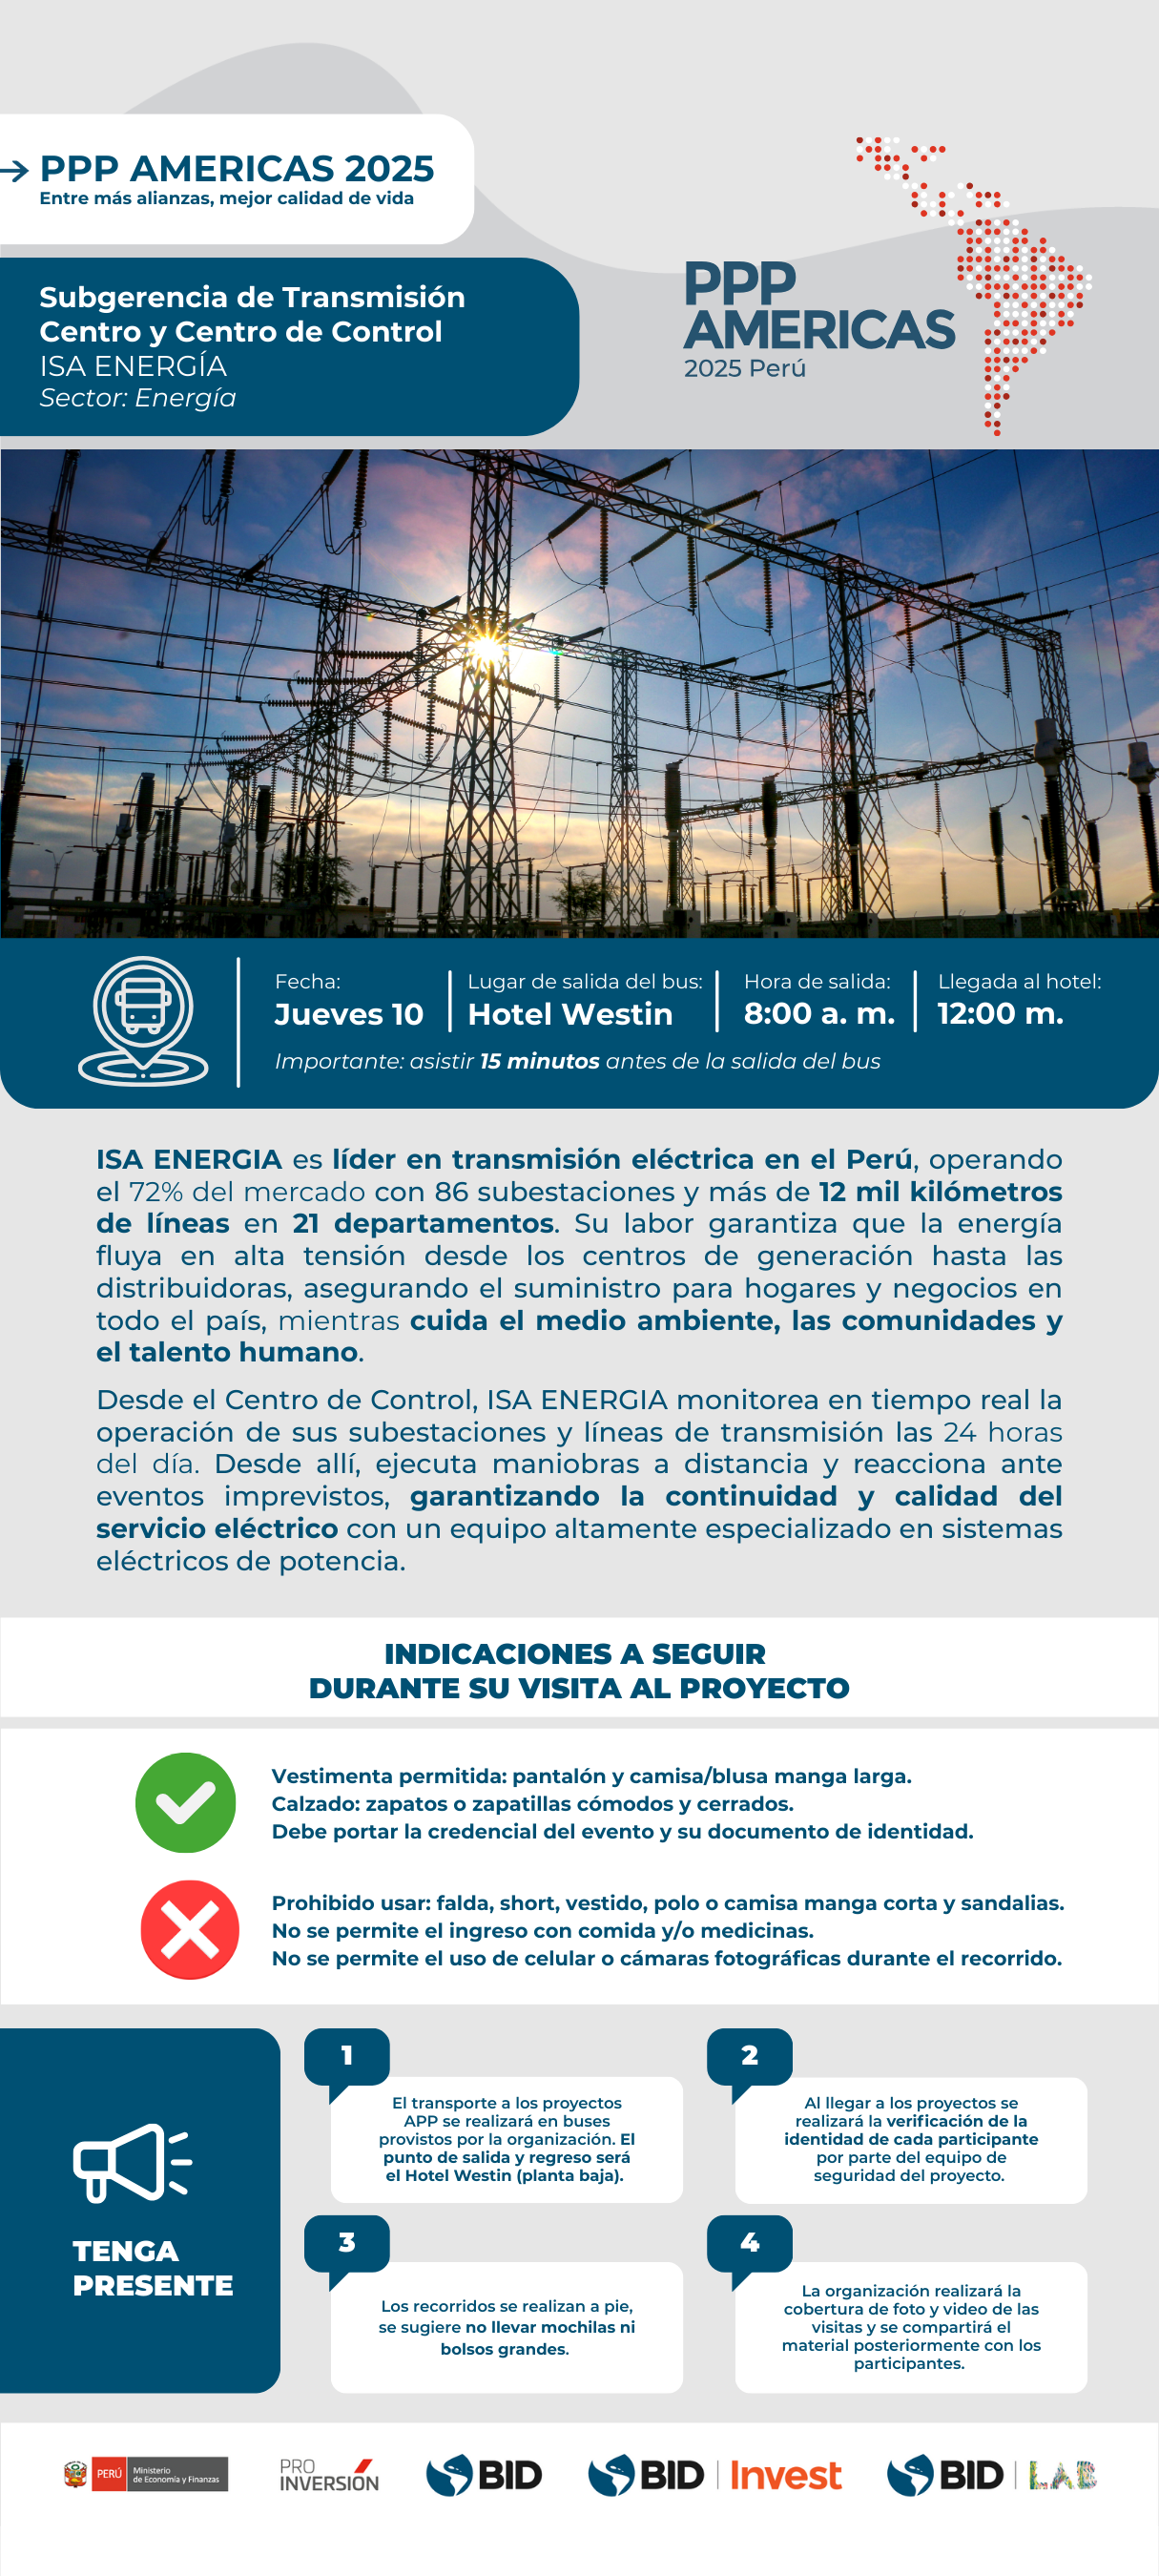 PPP AMERICAS 2025
Entre más alianzas, mejor calidad de vida
Subgerencia de Transmisión
Centro y Centro de Control
ISA ENERGÍA
Sector: Energía
PPP
AMERICAS
2025 Perú
Fecha:
Jueves 10
Lugar de salida del bus:
Hotel Westin
Hora de salida:
8:00 a. m.
Llegada al hotel:
12:00 m.
Importante: asistir 15 minutos antes de la salida del bus
ISA ENERGIA es líder en transmisión eléctrica en el Perú, operando
el 72% del mercado con 86 subestaciones y más de 12 mil kilómetros
de líneas en 21 departamentos. Su labor garantiza que la energía
fluya en alta tensión desde los centros de generación hasta las
distribuidoras, asegurando el suministro para hogares y negocios en
todo el país, mientras cuida el medio ambiente, las comunidades y
el talento humano.
Desde el Centro de Control, ISA ENERGIA monitorea en tiempo real la
operación de sus subestaciones y líneas de transmisión las 24 horas
del día. Desde allí, ejecuta maniobras a distancia y reacciona ante
eventos imprevistos, garantizando la continuidad y calidad del
servicio eléctrico con un equipo altamente especializado en sistemas
eléctricos de potencia.
INDICACIONES A SEGUIR
DURANTE SU VISITA AL PROYECTO
Vestimenta permitida: pantalón y camisa/blusa manga larga.
Calzado: zapatos o zapatillas cómodos y cerrados.
Debe portar la credencial del evento y su documento de identidad.
Prohibido usar: falda, short, vestido, polo o camisa manga corta y sandalias.
No se permite el ingreso con comida y/o medicinas.
No se permite el uso de celular o cámaras fotográficas durante el recorrido.
TENGA
PRESENTE
1
El transporte a los proyectos
APP se realizará en buses
provistos por la organización. El
punto de salida y regreso será
el Hotel Westin (planta baja).
2
Al llegar a los proyectos se
realizará la verificación de la
identidad de cada participante
por parte del equipo de
seguridad del proyecto.
3
Los recorridos se realizan a pie,
se sugiere no llevar mochilas ni
bolsos grandes.
4
La organización realizará la
cobertura de foto y video de las
visitas y se compartirá el
material posteriormente con los
participantes.
PERÚ
Ministerio
de Economía y Finanzas
PRO
INVERSIÓN
BID
BID Invest
BID LAB